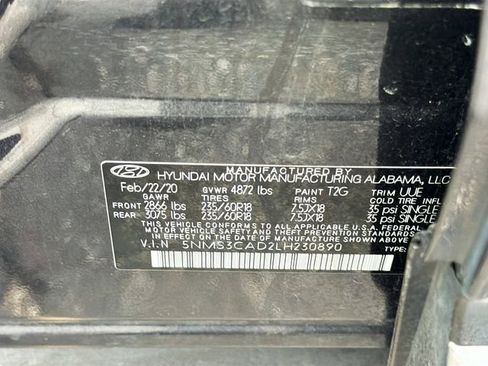 MANUFACTURED BY
HYUNDAI MOTOR MANUFACTURING ALABAMA, LLC
Feb/22/20 GVWR 4872 lbs PAINT T2G TRIM UUE
GAWR TIRES RIMS COLD TIRE INFL
FRONT 2866 lbs 235/60R18 7.5JX18 35 psi SINGLE
REAR 3075 lbs 235/60R18 7.5JX18 35 psi SINGLE
THIS VEHICLE CONFORMS TO ALL APPLICABLE U.S. FEDERAL MOTOR
VEHICLE SAFETY BUMPER AND THEFT PREVENTION STANDARDS IN
EFFECT ON THE DATE OF MANUFACTURE SHOWN ABOVE
V.I.N 5NMS3CAD2LH230890 TYPE: